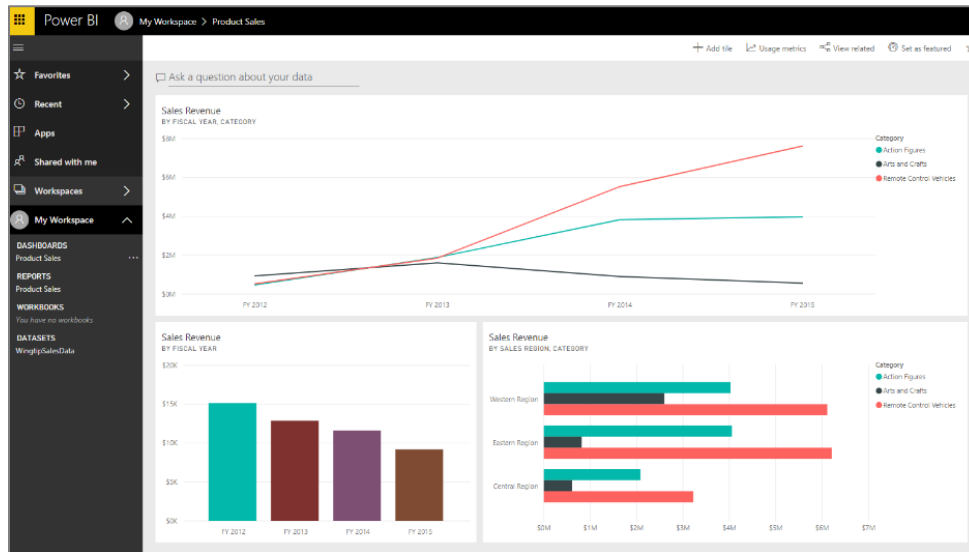 Power BI
My Workspace > Product Sales
Add tile
Usage metrics
View related
Set as featured
Favorites
Recent
Apps
Shared with me
Workspaces
My Workspace
DASHBOARDS
Product Sales
REPORTS
Product Sales
WORKBOOKS
You have no workbooks
DATASETS
WingtipSalesData
Ask a question about your data
Sales Revenue
BY FISCAL YEAR, CATEGORY
$8M
$6M
$4M
$2M
$0M
FY 2012
FY 2013
FY 2014
FY 2015
Category
Action Figures
Arts and Crafts
Remote Control Vehicles
Sales Revenue
BY FISCAL YEAR
$20K
$15K
$10K
$5K
$0K
FY 2012
FY 2013
FY 2014
FY 2015
Sales Revenue
BY SALES REGION, CATEGORY
Western Region
Eastern Region
Central Region
$0M
$1M
$2M
$3M
$4M
$5M
$6M
$7M
Category
Action Figures
Arts and Crafts
Remote Control Vehicles